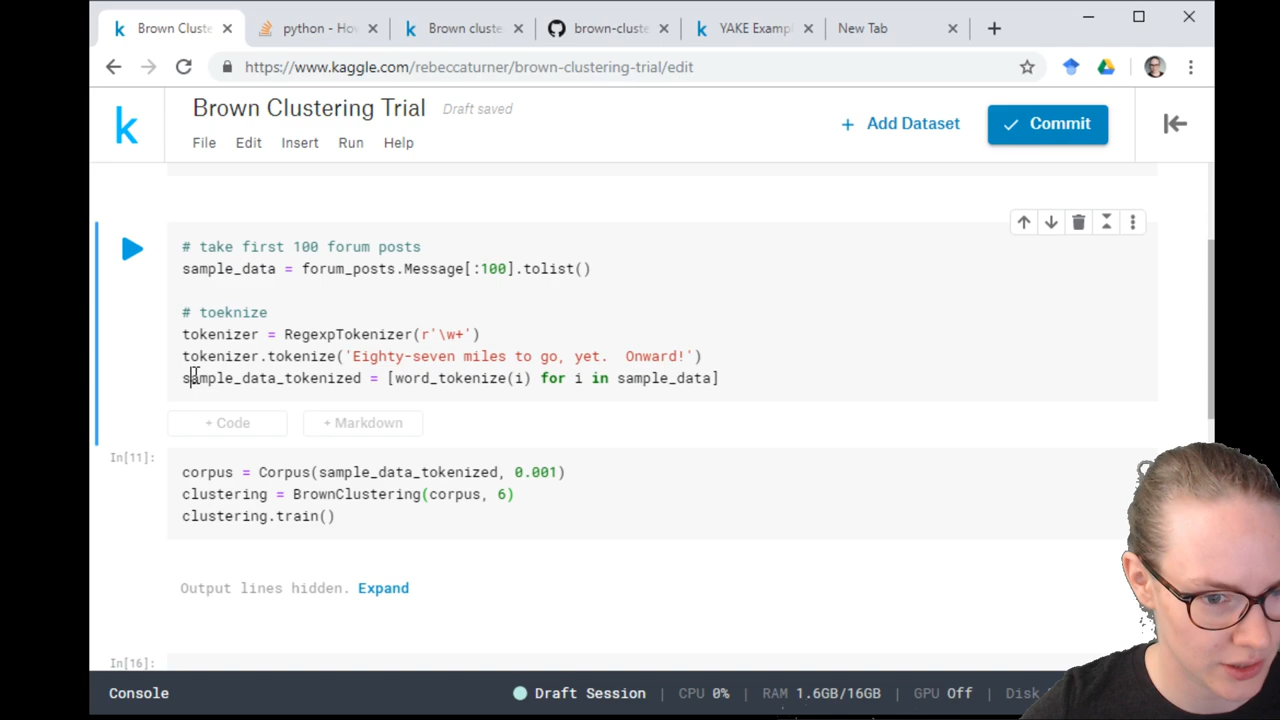 Brown Cluste
python - Ho
Brown cluste
brown-cluste
YAKE Exampl
New Tab
https://www.kaggle.com/rebeccaturner/brown-clustering-trial/edit
k
Brown Clustering Trial
Draft saved
+ Add Dataset
Commit
File Edit Insert Run Help
# take first 100 forum posts
sample_data = forum_posts.Message[:100].tolist()
# toeknize
tokenizer = RegexpTokenizer(r'\w+')
tokenizer.tokenize('Eighty-seven miles to go, yet.  Onward!')
sample_data_tokenized = [word_tokenize(i) for i in sample_data]
+ Code
+ Markdown
In[11]:
corpus = Corpus(sample_data_tokenized, 0.001)
clustering = BrownClustering(corpus, 6)
clustering.train()
Output lines hidden. Expand
In[16]:
Console
Draft Session | CPU 0% | RAM 1.6GB/16GB | GPU Off | Disk